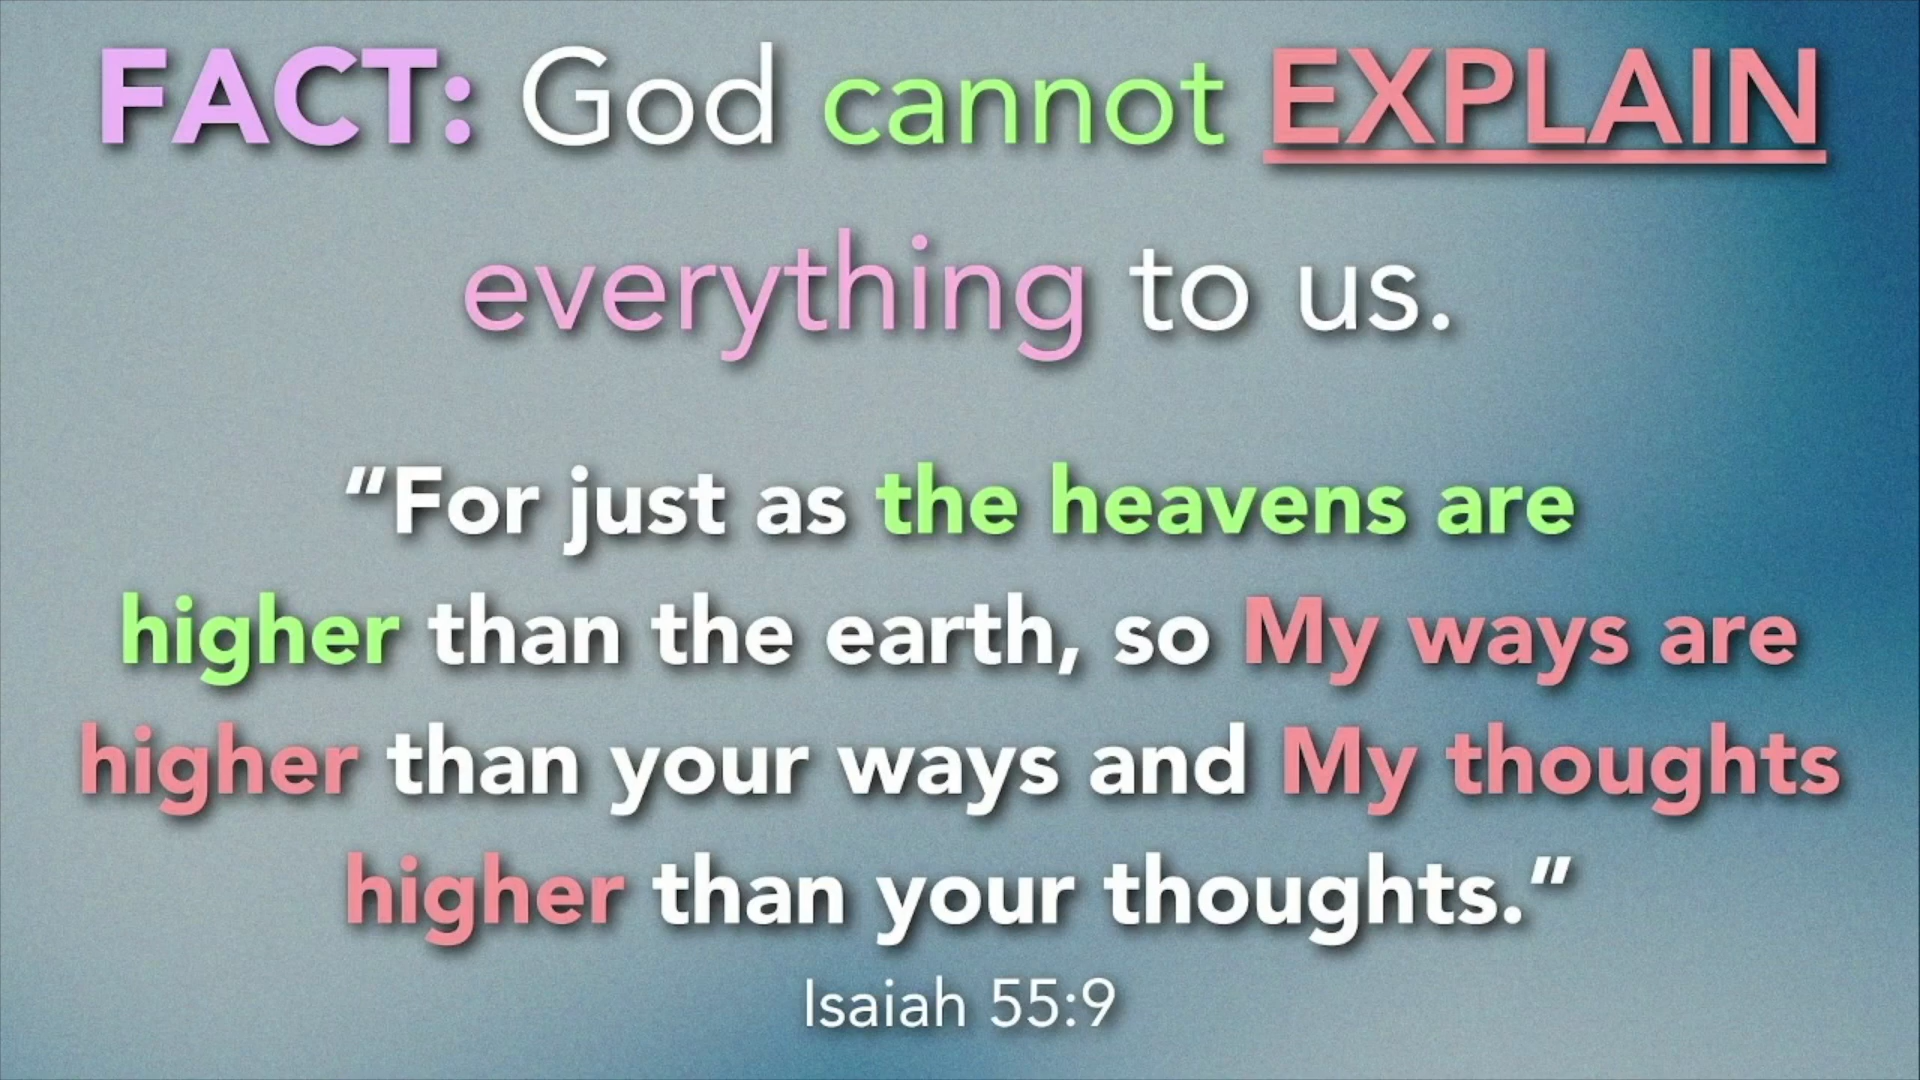 FACT: God cannot EXPLAIN
everything to us.
“For just as the heavens are
higher than the earth, so My ways are
higher than your ways and My thoughts
higher than your thoughts.”
Isaiah 55:9